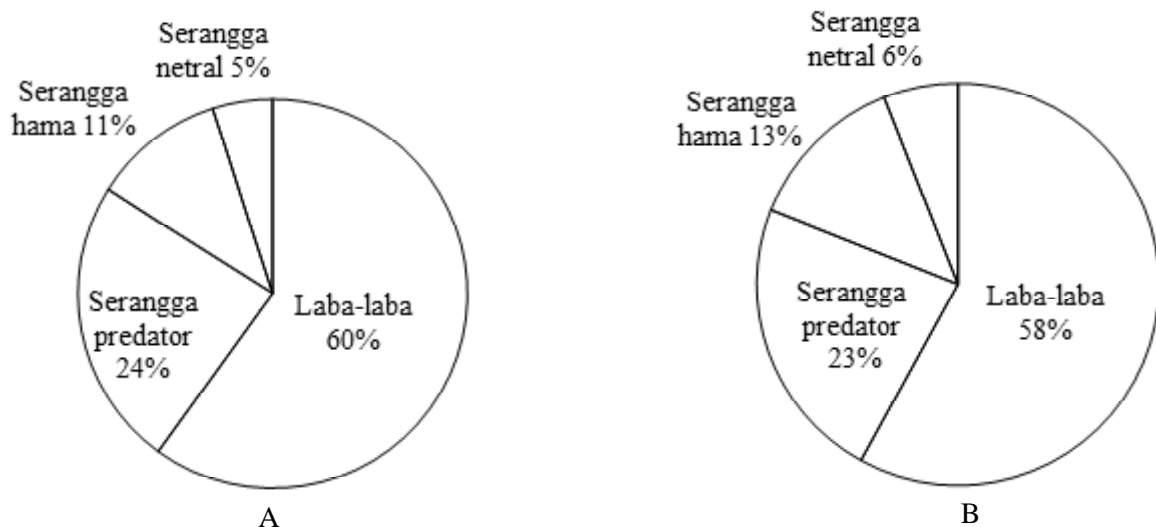 Serangga
netral 5%
Serangga
hama 11%
Serangga
predator
24%
Laba-laba
60%
A
Serangga
netral 6%
Serangga
hama 13%
Serangga
predator
23%
Laba-laba
58%
B